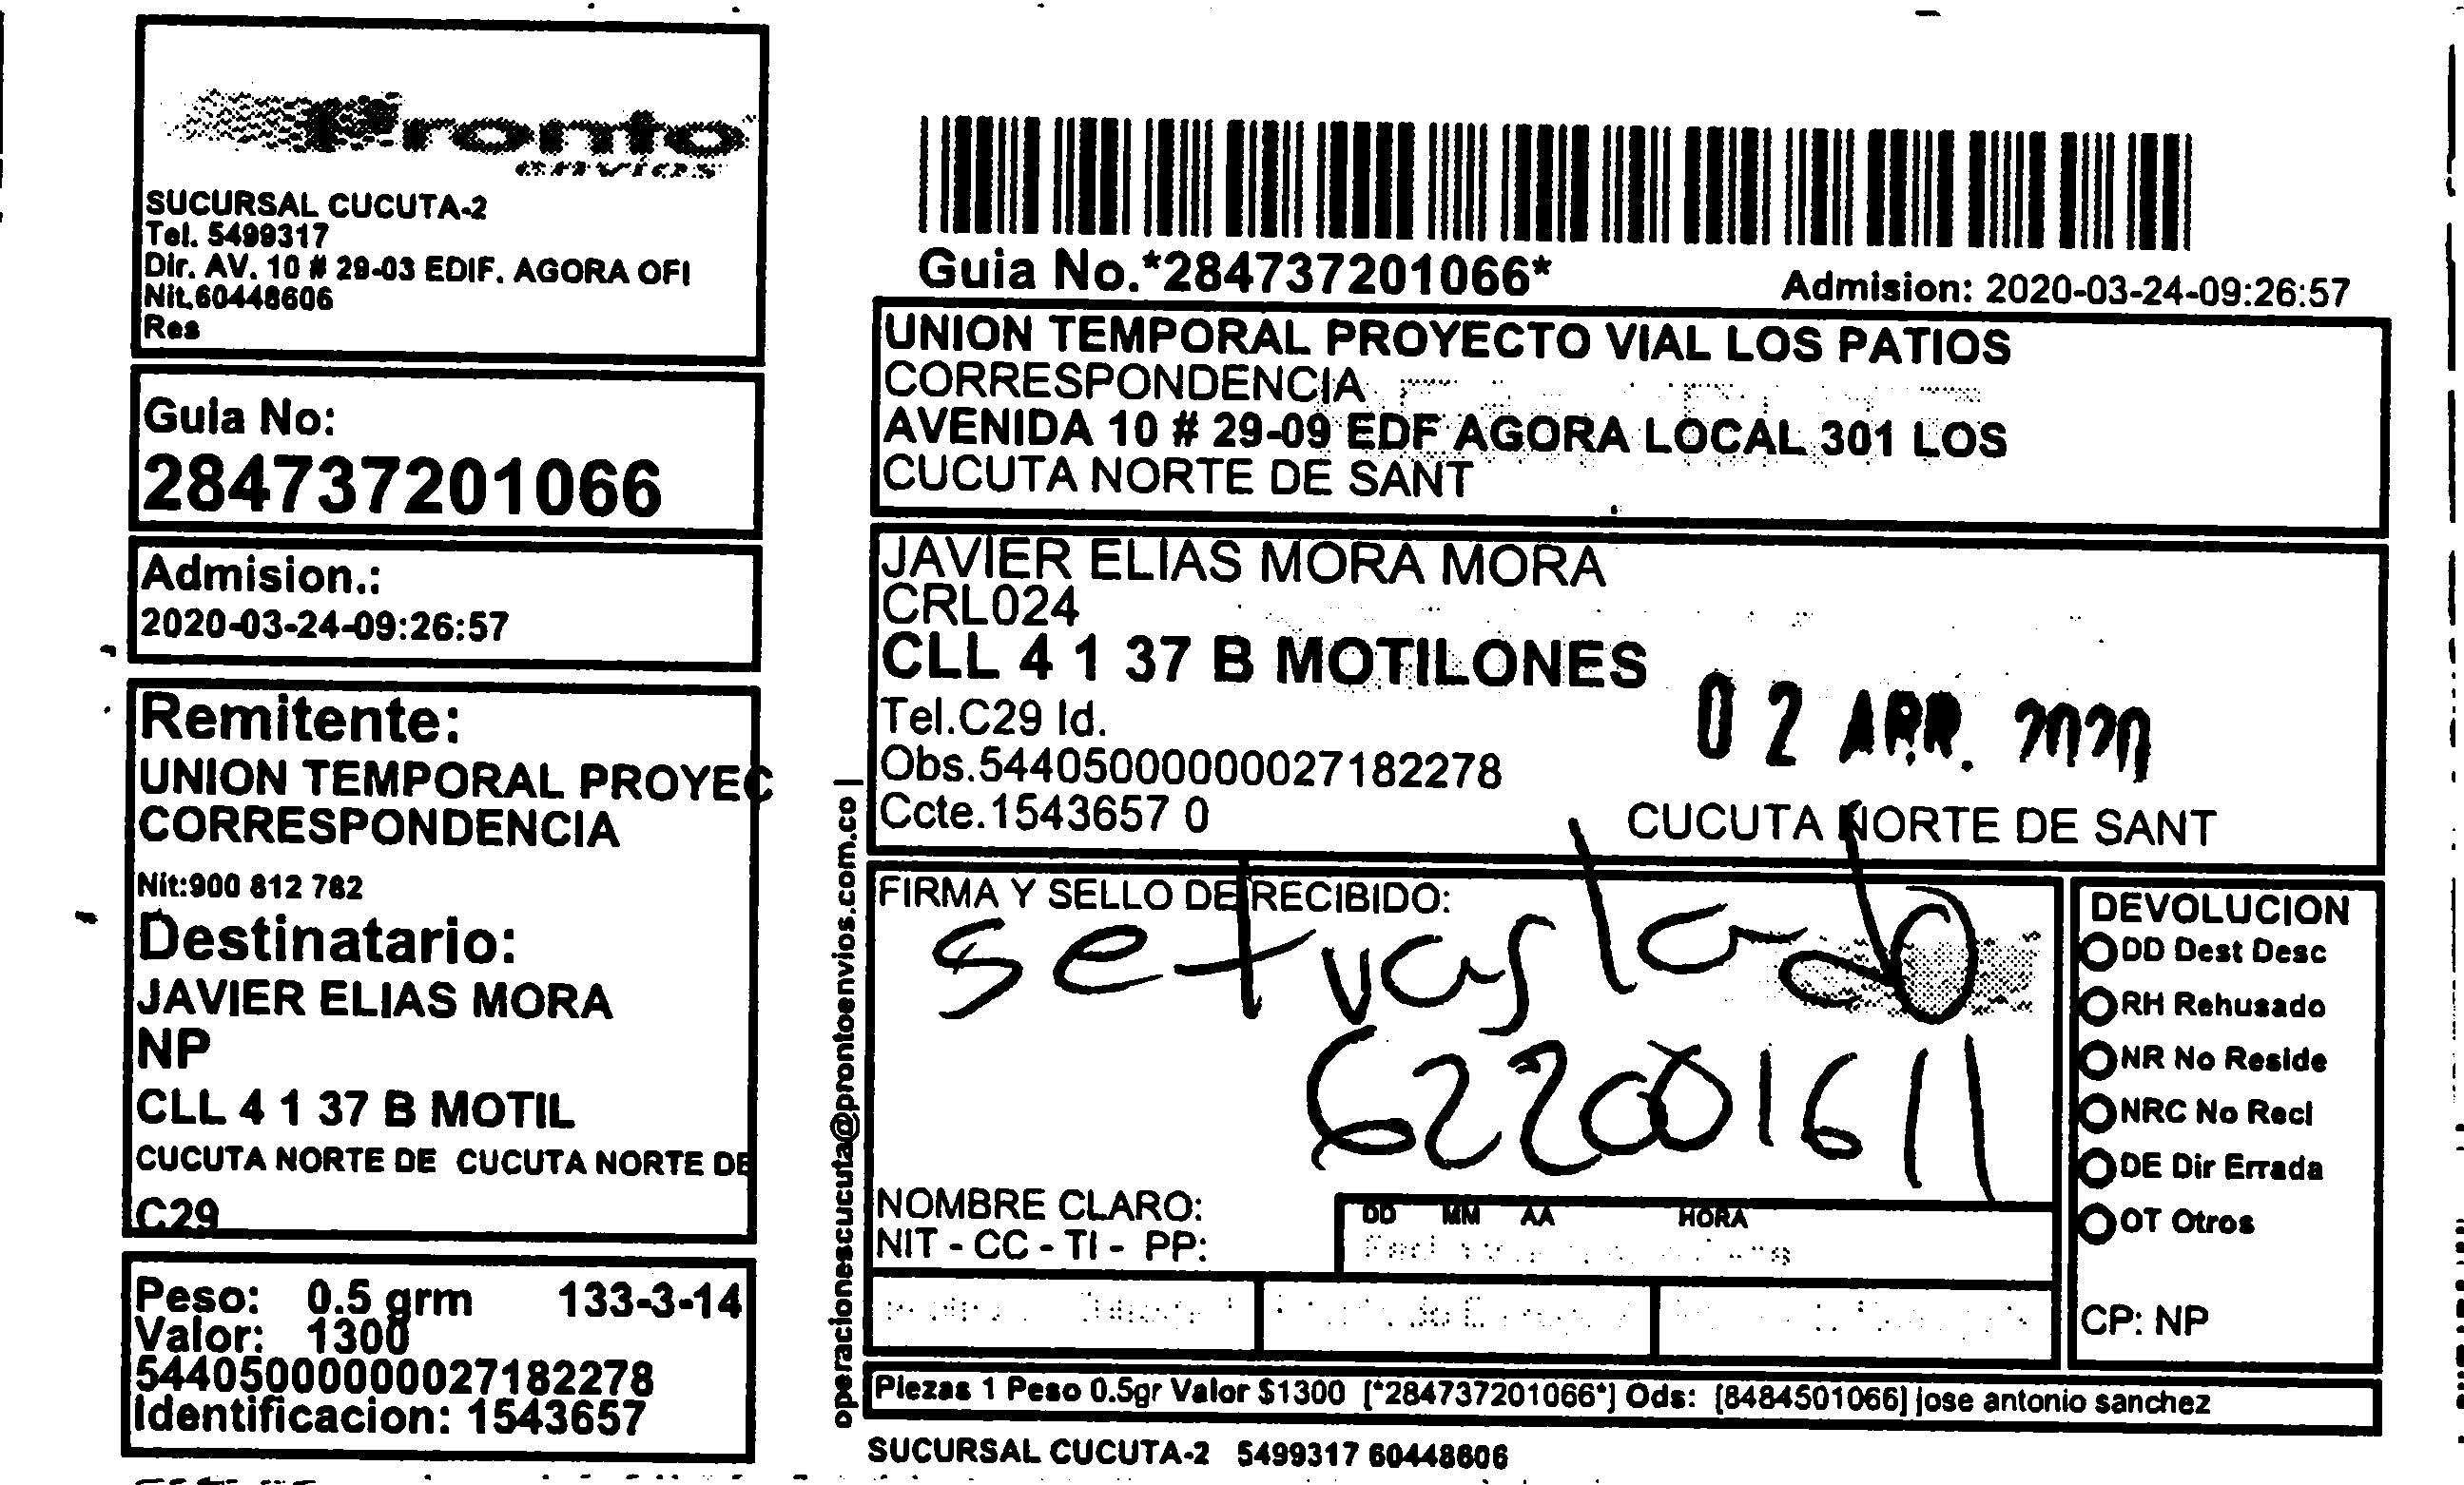 Pronto
envios
SUCURSAL CUCUTA-2
Tel. 5499317
Dir. AV. 10 # 29-03 EDIF. AGORA OFI
Nit.60448606
Res
Guia No:
284737201066
Admision.:
2020-03-24-09:26:57
Remitente:
UNION TEMPORAL PROYEC
CORRESPONDENCIA
Nit:900 812 782
Destinatario:
JAVIER ELIAS MORA
NP
CLL 4 1 37 B MOTIL
CUCUTA NORTE DE CUCUTA NORTE DE
C29
Peso: 0.5 grm 133-3-14
Valor: 1300
544050000000027182278
Identificacion: 1543657
operacionescucuta@prontoenvios.com.co |
Guia No.*284737201066*
Admision: 2020-03-24-09:26:57
UNION TEMPORAL PROYECTO VIAL LOS PATIOS
CORRESPONDENCIA
AVENIDA 10 # 29-09 EDF AGORA LOCAL 301 LOS
CUCUTA NORTE DE SANT
JAVIER ELIAS MORA MORA
CRL024
CLL 4 1 37 B MOTILONES
Tel.C29 Id.
02 APR. 2020
Obs.544050000000027182278
Ccte.1543657 0
CUCUTA NORTE DE SANT
FIRMA Y SELLO DE RECIBIDO:
NOMBRE CLARO:
NIT - CC - TI - PP:
DD MM AA HORA
DEVOLUCION
DD Dest Desc
RH Rehusado
NR No Reside
NRC No Recl
DE Dir Errada
OT Otros
CP: NP
Piezas 1 Peso 0.5gr Valor $1300 [*284737201066*] Ods: [8484501066] jose antonio sanchez
SUCURSAL CUCUTA-2 5499317 60448606